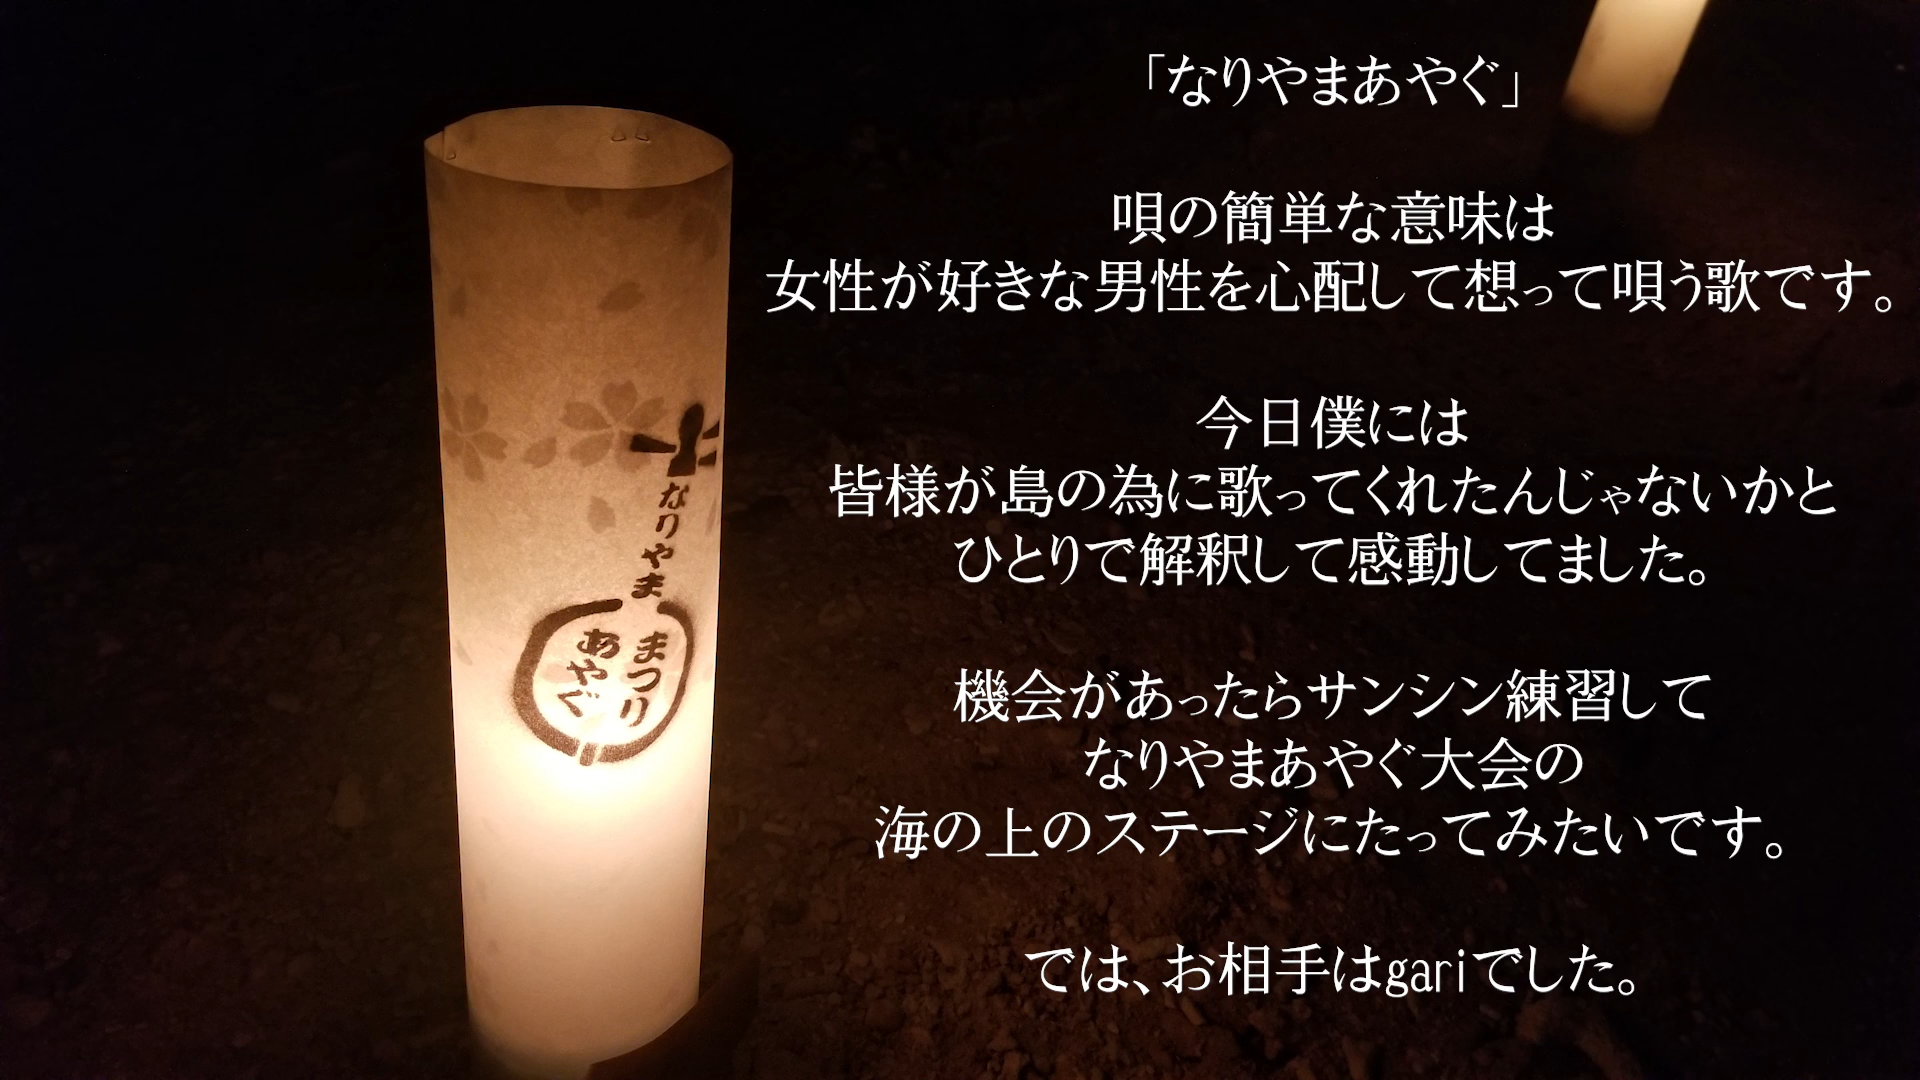 「なりやまあやぐ」
唄の簡単な意味は
女性が好きな男性を心配して想って唄う歌です。
今日僕には
皆様が島の為に歌ってくれたんじゃないかと
ひとりで解釈して感動してました。
機会があったらサンシン練習して
なりやまあやぐ大会の
海の上のステージにたってみたいです。
では、お相手はgariでした。
なりやま
まつり
あやぐ